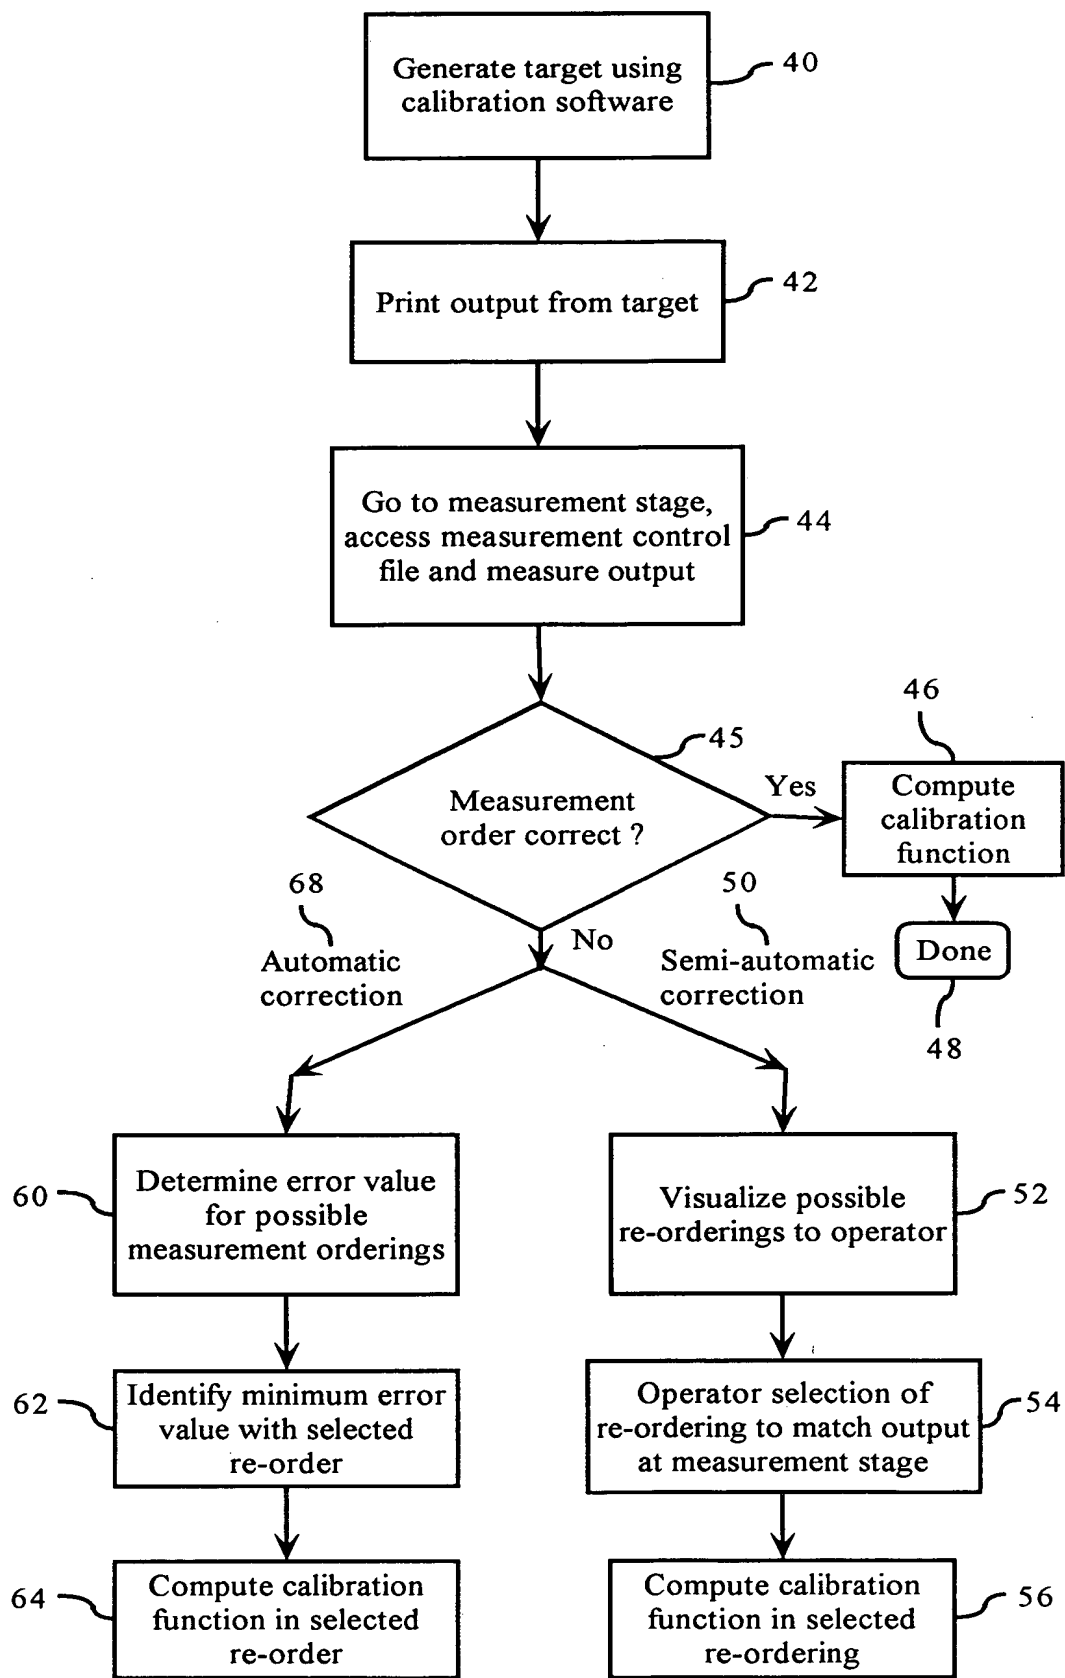 Generate target using
calibration software
40
Print output from target
42
Go to measurement stage,
access measurement control
file and measure output
44
Measurement
order correct ?
45
Yes
46
Compute
calibration
function
Done
48
No
68
Automatic
correction
50
Semi-automatic
correction
60
Determine error value
for possible
measurement orderings
Visualize possible
re-orderings to operator
52
62
Identify minimum error
value with selected
re-order
Operator selection of
re-ordering to match output
at measurement stage
54
64
Compute calibration
function in selected
re-order
Compute calibration
function in selected
re-ordering
56